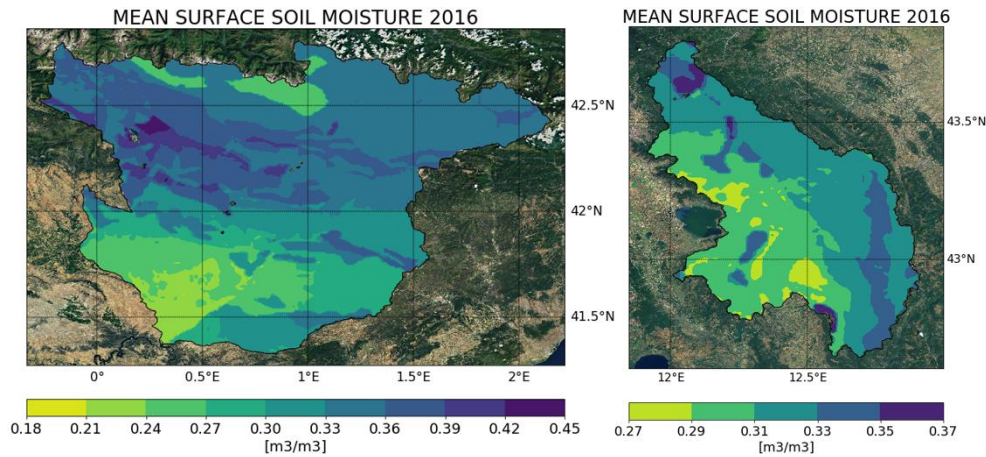 MEAN SURFACE SOIL MOISTURE 2016
42.5°N
42°N
41.5°N
0° 0.5°E 1°E 1.5°E 2°E
0.18 0.21 0.24 0.27 0.30 0.33 0.36 0.39 0.42 0.45
[m3/m3]
MEAN SURFACE SOIL MOISTURE 2016
43.5°N
43°N
12°E 12.5°E
0.27 0.29 0.31 0.33 0.35 0.37
[m3/m3]